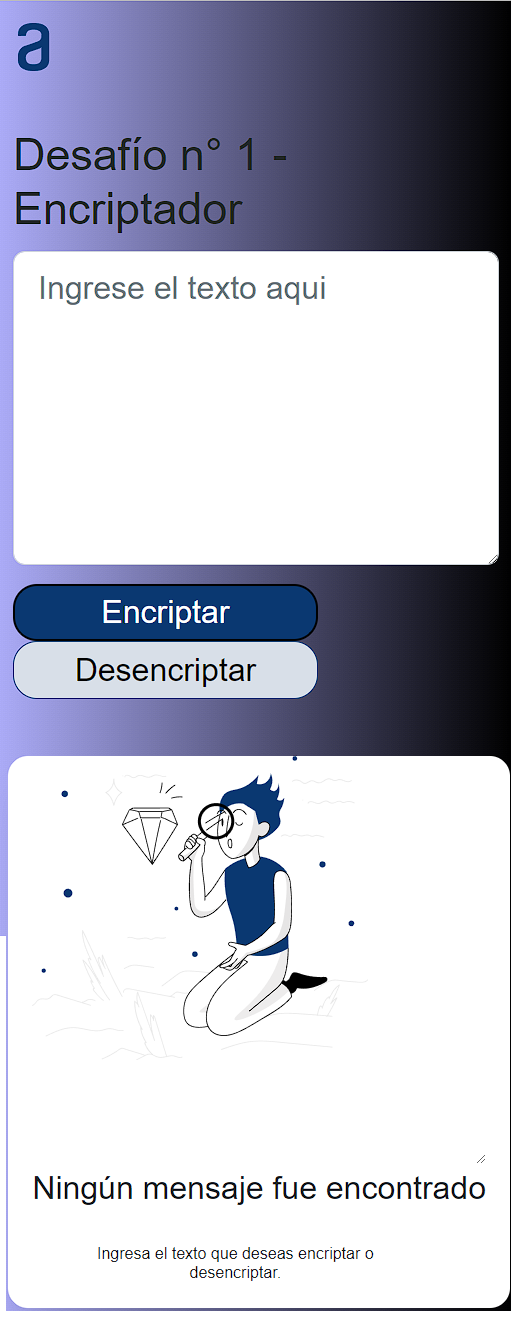 a
Desafío n° 1 -
Encriptador
Ingrese el texto aqui
Encriptar
Desencriptar
Ningún mensaje fue encontrado
Ingresa el texto que deseas encriptar o
desencriptar.